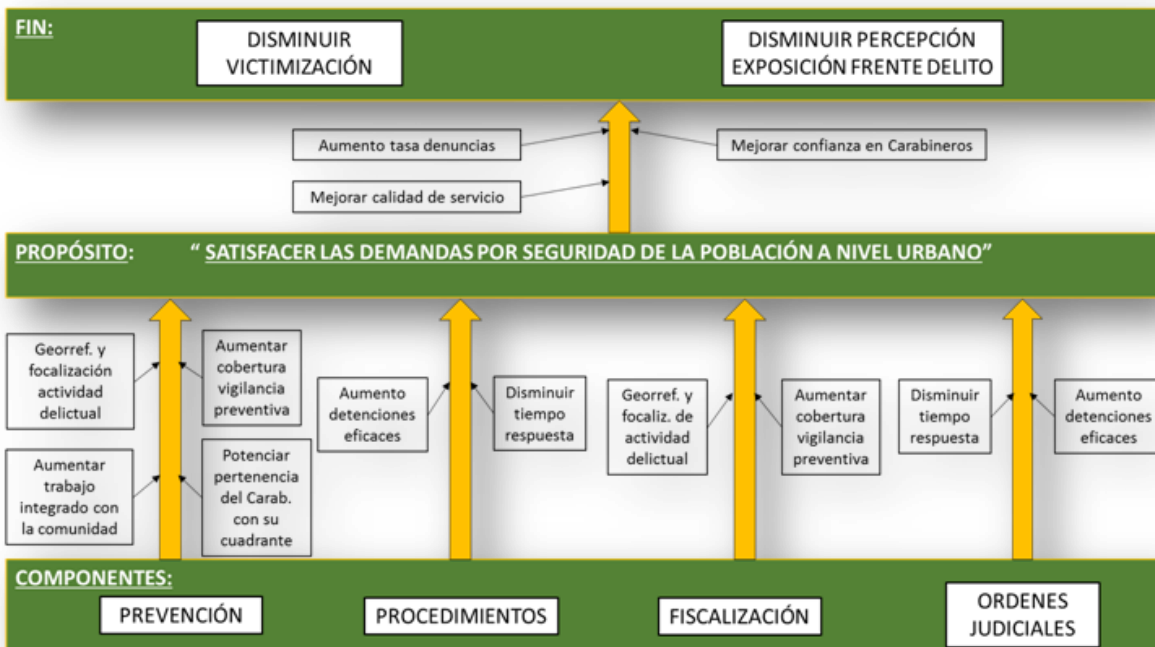 FIN:
DISMINUIR
VICTIMIZACIÓN
DISMINUIR PERCEPCIÓN
EXPOSICIÓN FRENTE DELITO
Aumento tasa denuncias
Mejorar confianza en Carabineros
Mejorar calidad de servicio
PROPÓSITO: “ SATISFACER LAS DEMANDAS POR SEGURIDAD DE LA POBLACIÓN A NIVEL URBANO”
Georref. y
focalización
actividad
delictual
Aumentar
cobertura
vigilancia
preventiva
Aumentar
trabajo
integrado con
la comunidad
Potenciar
pertenencia
del Carab.
con su
cuadrante
Aumento
detenciones
eficaces
Disminuir
tiempo
respuesta
Georref. y
focaliz. de
actividad
delictual
Aumentar
cobertura
vigilancia
preventiva
Disminuir
tiempo
respuesta
Aumento
detenciones
eficaces
COMPONENTES:
PREVENCIÓN
PROCEDIMIENTOS
FISCALIZACIÓN
ORDENES
JUDICIALES